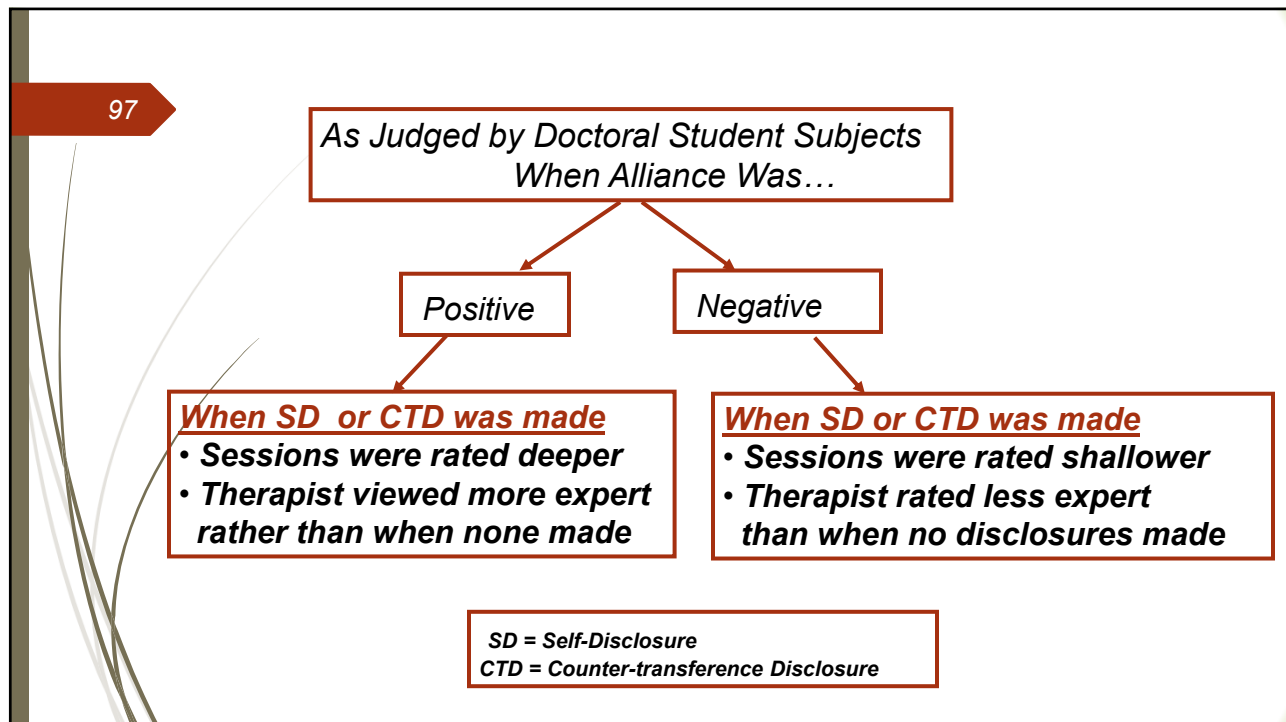 97
As Judged by Doctoral Student Subjects
When Alliance Was…
Positive
Negative
When SD or CTD was made
• Sessions were rated deeper
• Therapist viewed more expert
rather than when none made
When SD or CTD was made
• Sessions were rated shallower
• Therapist rated less expert
than when no disclosures made
SD = Self-Disclosure
CTD = Counter-transference Disclosure